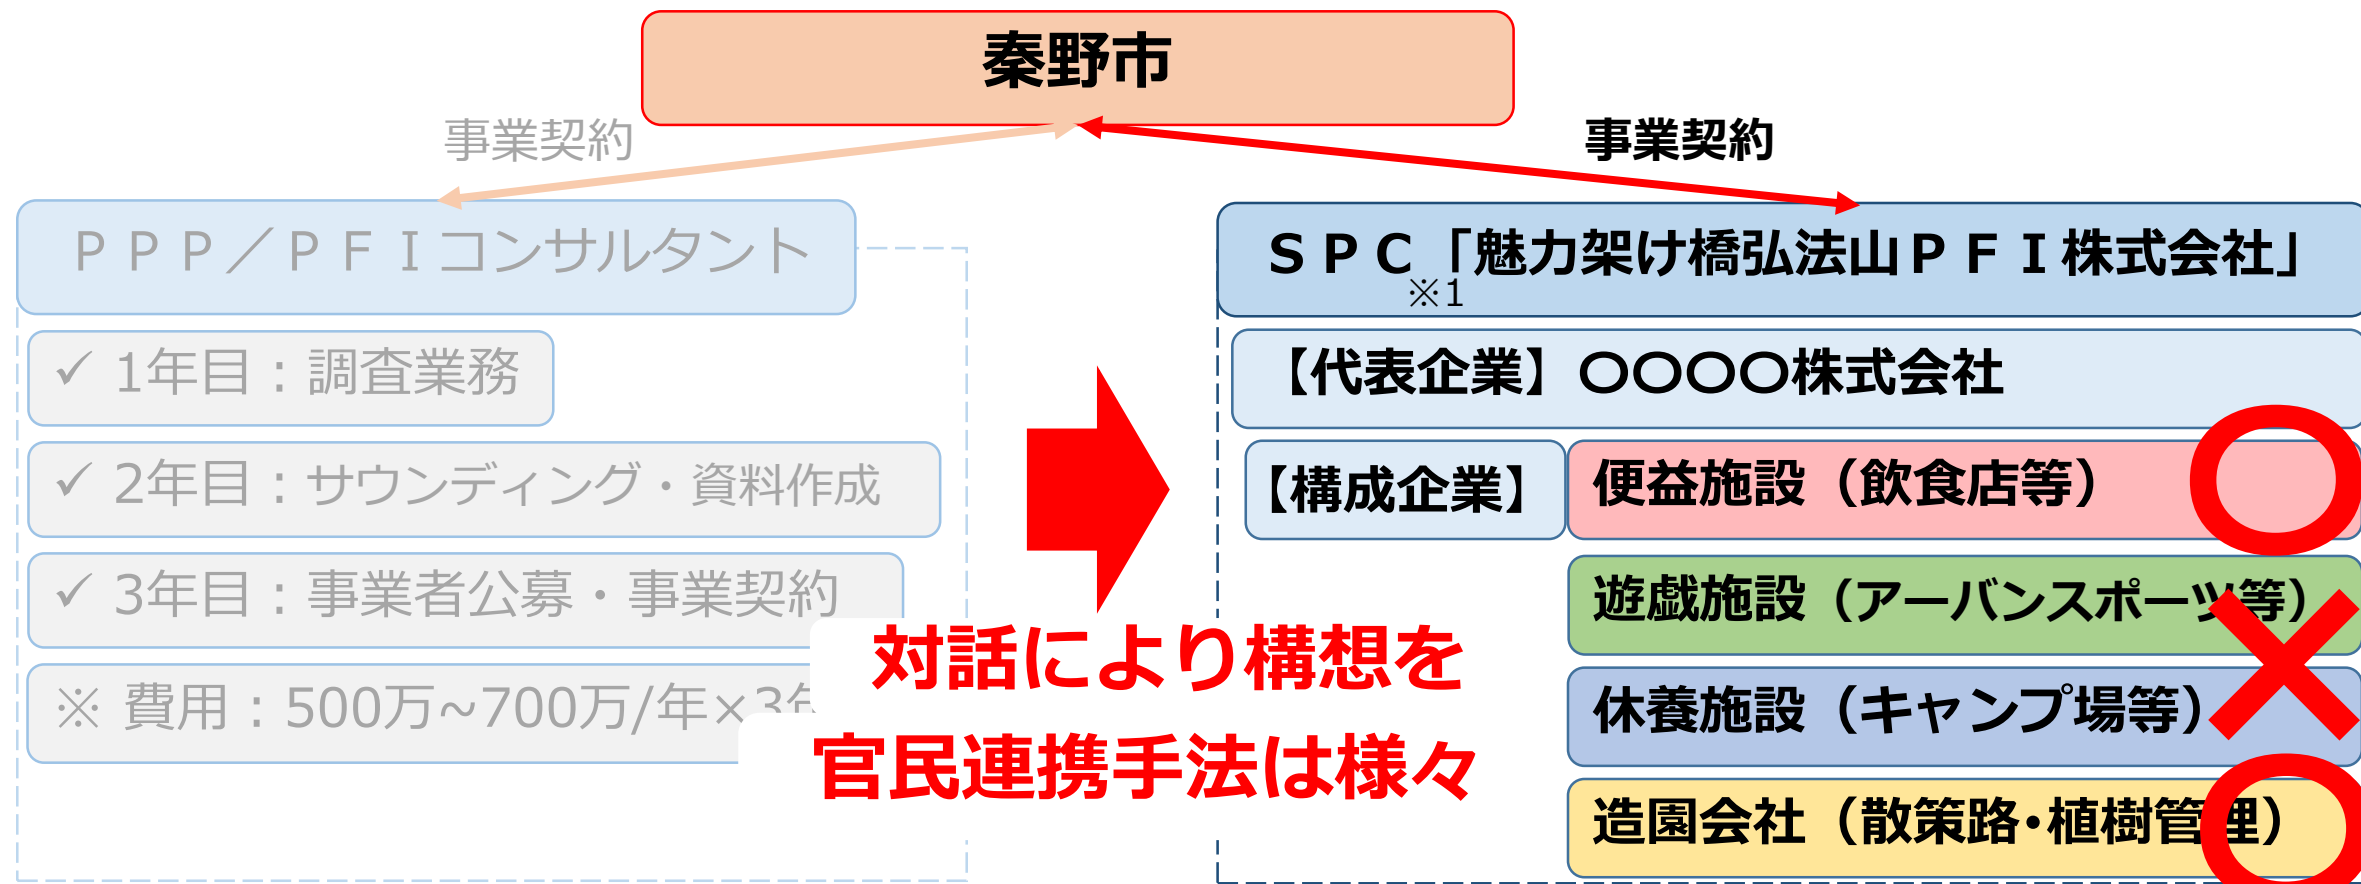 秦野市
事業契約
事業契約
ＰＰＰ／ＰＦＩコンサルタント
✓ 1年目：調査業務
✓ 2年目：サウンディング・資料作成
✓ 3年目：事業者公募・事業契約
※ 費用：500万~700万/年×3
ＳＰＣ「魅力架け橋弘法山ＰＦＩ株式会社」
※1
【代表企業】〇〇〇〇株式会社
【構成企業】
便益施設（飲食店等）
遊戯施設（アーバンスポーツ等）
休養施設（キャンプ場等）
造園会社（散策路･植樹管理）
対話により構想を
官民連携手法は様々